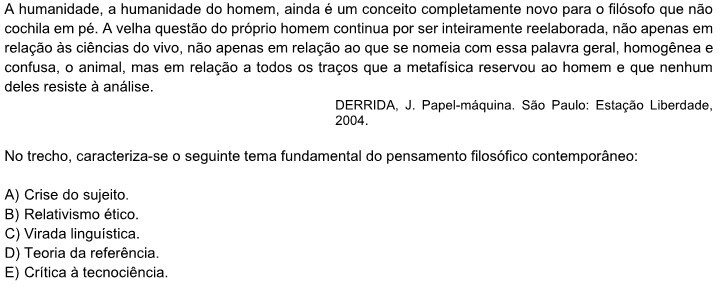 A humanidade, a humanidade do homem, ainda é um conceito completamente novo para o filósofo que não
cochila em pé. A velha questão do próprio homem continua por ser inteiramente reelaborada, não apenas em
relação às ciências do vivo, não apenas em relação ao que se nomeia com essa palavra geral, homogênea e
confusa, o animal, mas em relação a todos os traços que a metafísica reservou ao homem e que nenhum
deles resiste à análise.
DERRIDA, J. Papel-máquina. São Paulo: Estação Liberdade,
2004.
No trecho, caracteriza-se o seguinte tema fundamental do pensamento filosófico contemporâneo:
A) Crise do sujeito.
B) Relativismo ético.
C) Virada linguística.
D) Teoria da referência.
E) Crítica à tecnociência.